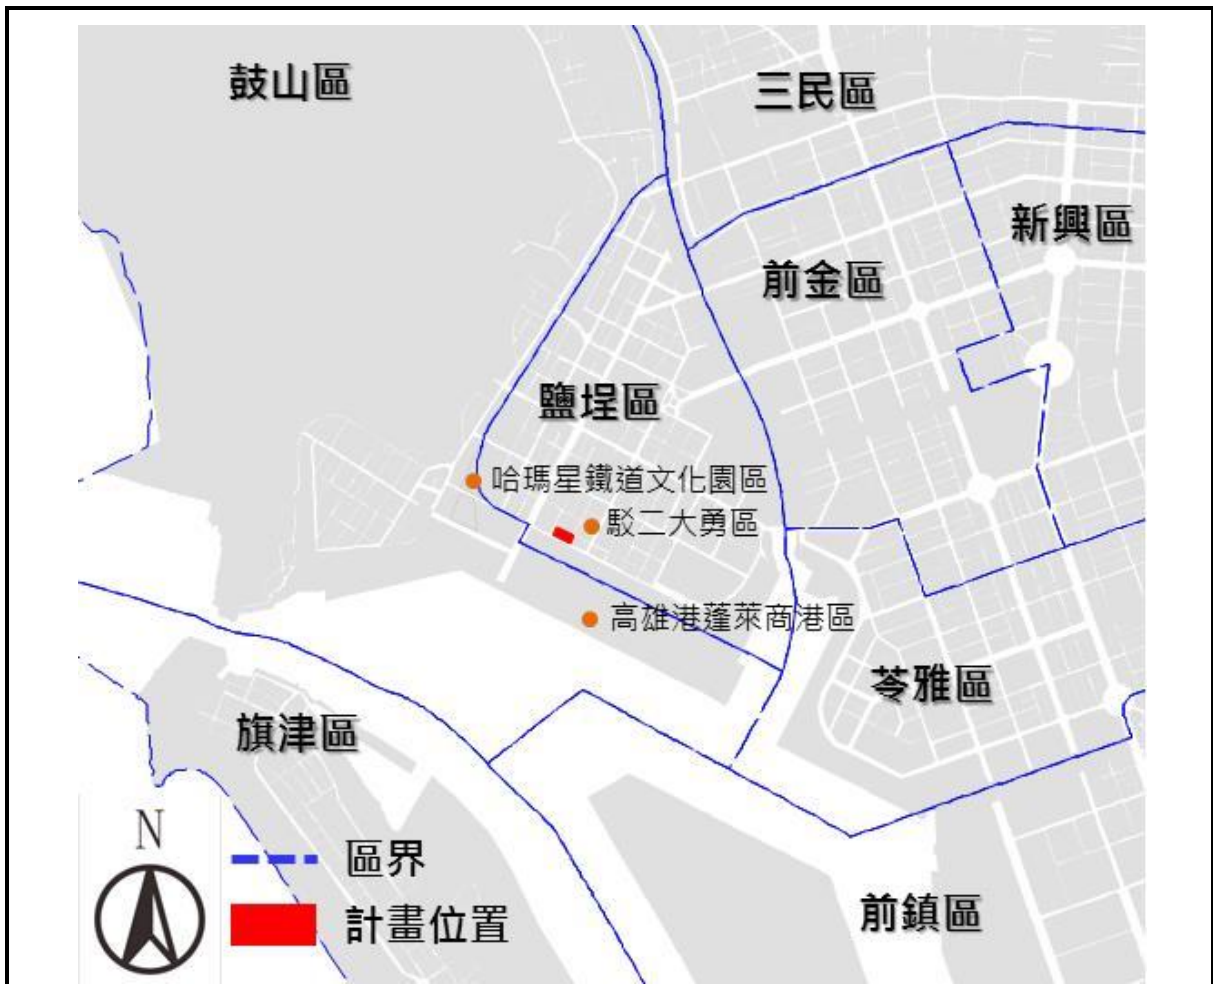 鼓山區
三民區
新興區
前金區
鹽埕區
哈瑪星鐵道文化園區
駁二大勇區
高雄港蓬萊商港區
苓雅區
旗津區
N
區界
計畫位置
前鎮區